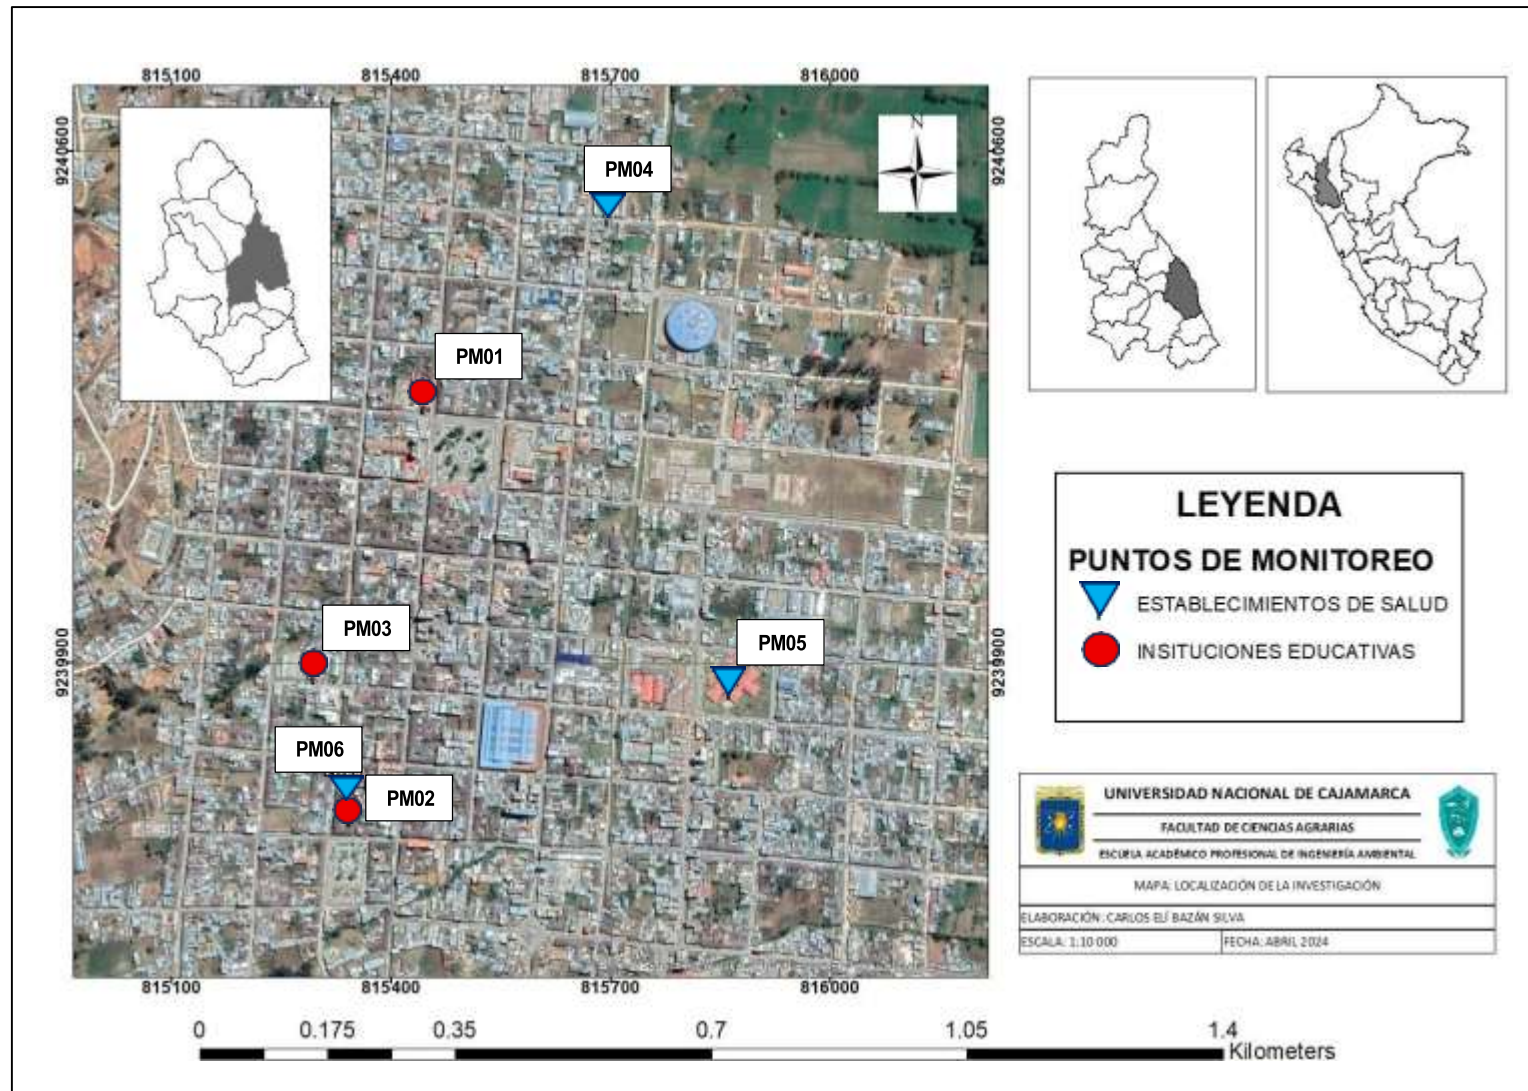 815100 815400 815700 816000
9240600 9240600
N
PM04
PM01
PM03
PM05
9239900 9239900
PM06
PM02
815100 815400 815700 816000
0 0.175 0.35 0.7 1.05 1.4
Kilometers
LEYENDA
PUNTOS DE MONITOREO
ESTABLECIMIENTOS DE SALUD
INSITUCIONES EDUCATIVAS
UNIVERSIDAD NACIONAL DE CAJAMARCA
FACULTAD DE CIENCIAS AGRARIAS
ESCUELA ACADÉMICO PROFESIONAL DE INGENIERÍA AMBIENTAL
MAPA: LOCALIZACIÓN DE LA INVESTIGACIÓN
ELABORACIÓN: CARLOS ELÍ BAZÁN SILVA
ESCALA: 1:10 000 FECHA: ABRIL 2024